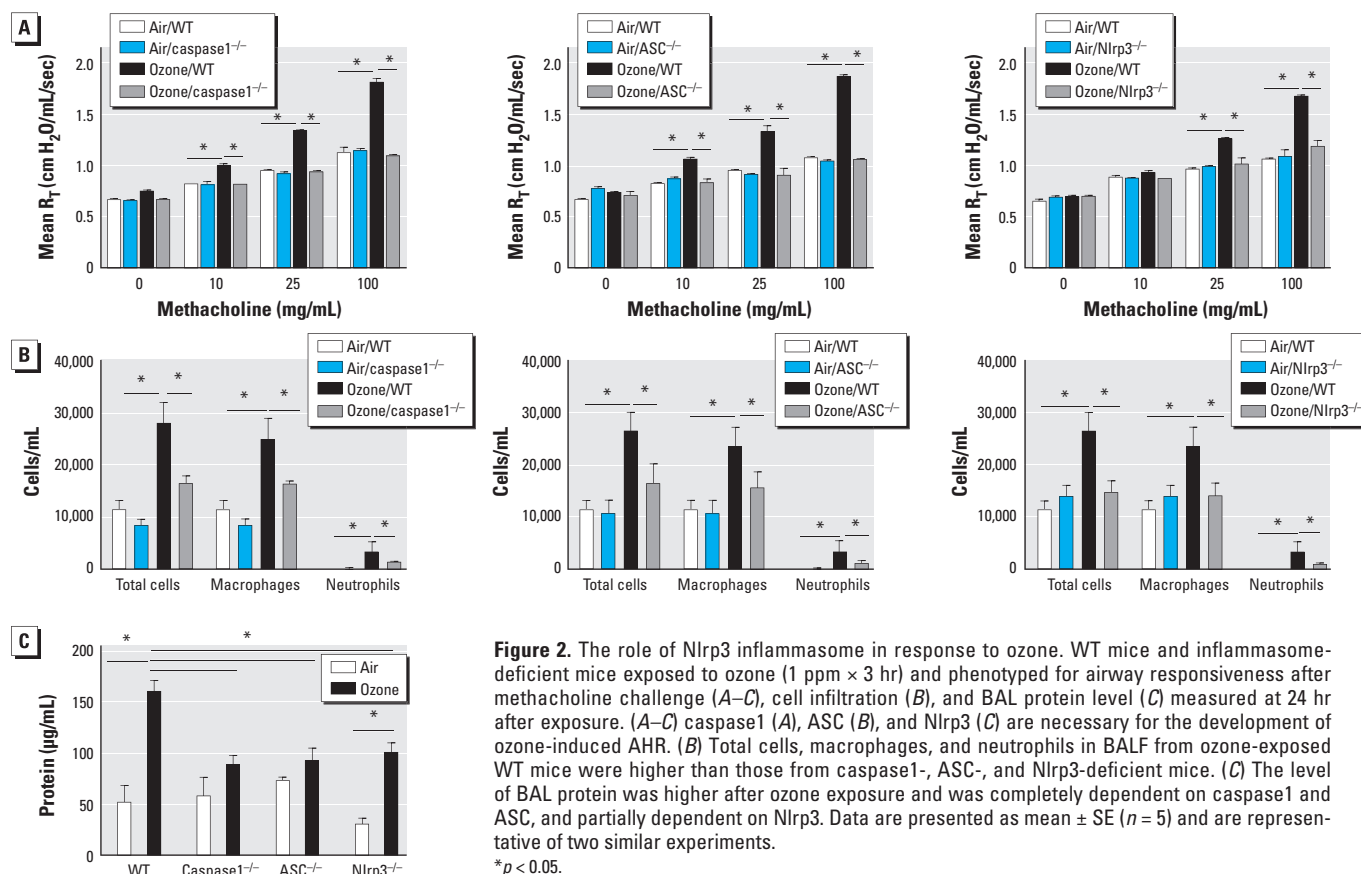 A
Air/WT
Air/caspase1–/–
Ozone/WT
Ozone/caspase1–/–
Mean RT (cm H2O/mL/sec)
2.0
1.5
1.0
0.5
0
* * * * * *
0 10 25 100
Methacholine (mg/mL)
Air/WT
Air/ASC–/–
Ozone/WT
Ozone/ASC–/–
Mean RT (cm H2O/mL/sec)
2.0
1.5
1.0
0.5
0
* * * * * *
0 10 25 100
Methacholine (mg/mL)
Air/WT
Air/Nlrp3–/–
Ozone/WT
Ozone/Nlrp3–/–
Mean RT (cm H2O/mL/sec)
2.0
1.5
1.0
0.5
0
* * * *
0 10 25 100
Methacholine (mg/mL)
B
Air/WT
Air/caspase1–/–
Ozone/WT
Ozone/caspase1–/–
Cells/mL
40,000
30,000
20,000
10,000
0
* * * * * *
Total cells Macrophages Neutrophils
Air/WT
Air/ASC–/–
Ozone/WT
Ozone/ASC–/–
Cells/mL
40,000
30,000
20,000
10,000
0
* * * * * *
Total cells Macrophages Neutrophils
Air/WT
Air/Nlrp3–/–
Ozone/WT
Ozone/Nlrp3–/–
Cells/mL
40,000
30,000
20,000
10,000
0
* * * * * *
Total cells Macrophages Neutrophils
C
Air
Ozone
Protein (µg/mL)
200
150
100
50
0
* * *
WT Caspase1–/– ASC–/– Nlrp3–/–
Figure 2. The role of Nlrp3 inflammasome in response to ozone. WT mice and inflammasome-
deficient mice exposed to ozone (1 ppm × 3 hr) and phenotyped for airway responsiveness after
methacholine challenge (A–C), cell infiltration (B), and BAL protein level (C) measured at 24 hr
after exposure. (A–C) caspase1 (A), ASC (B), and Nlrp3 (C) are necessary for the development of
ozone-induced AHR. (B) Total cells, macrophages, and neutrophils in BALF from ozone-exposed
WT mice were higher than those from caspase1-, ASC-, and Nlrp3-deficient mice. (C) The level
of BAL protein was higher after ozone exposure and was completely dependent on caspase1 and
ASC, and partially dependent on Nlrp3. Data are presented as mean ± SE (n = 5) and are represen-
tative of two similar experiments.
*p < 0.05.